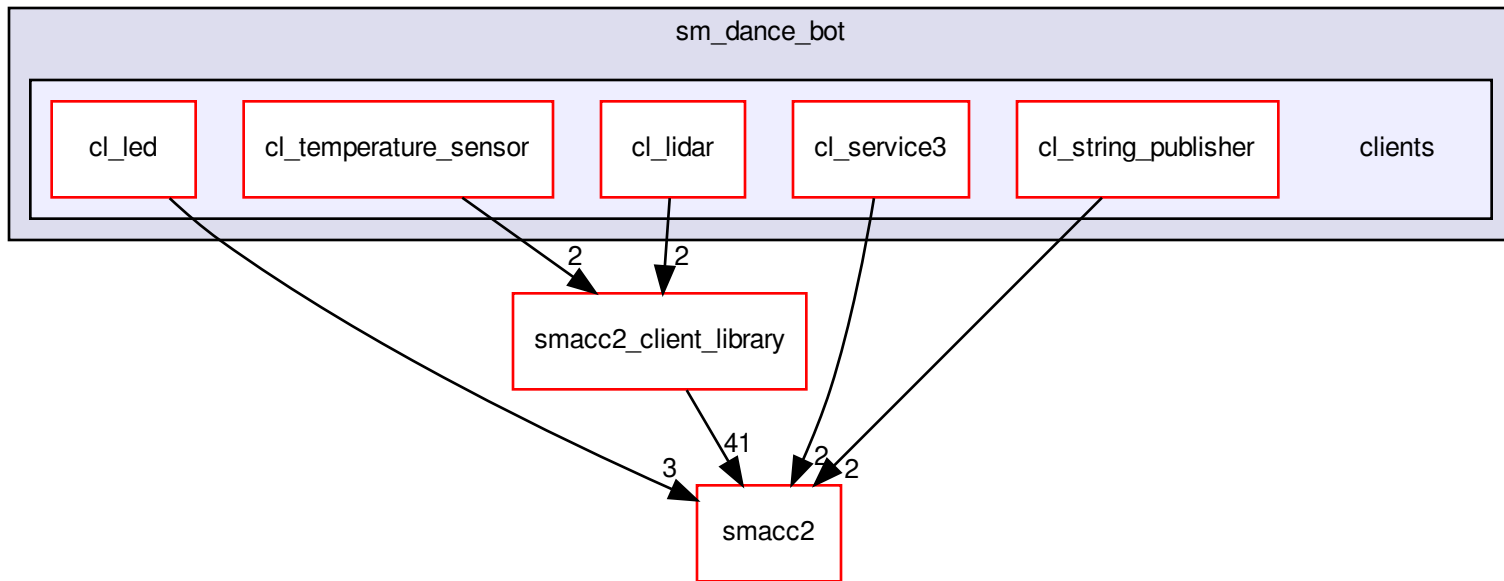 sm_dance_bot
cl_led
cl_temperature_sensor
cl_lidar
cl_service3
cl_string_publisher
clients
2
2
smacc2_client_library
41
3
2
2
smacc2